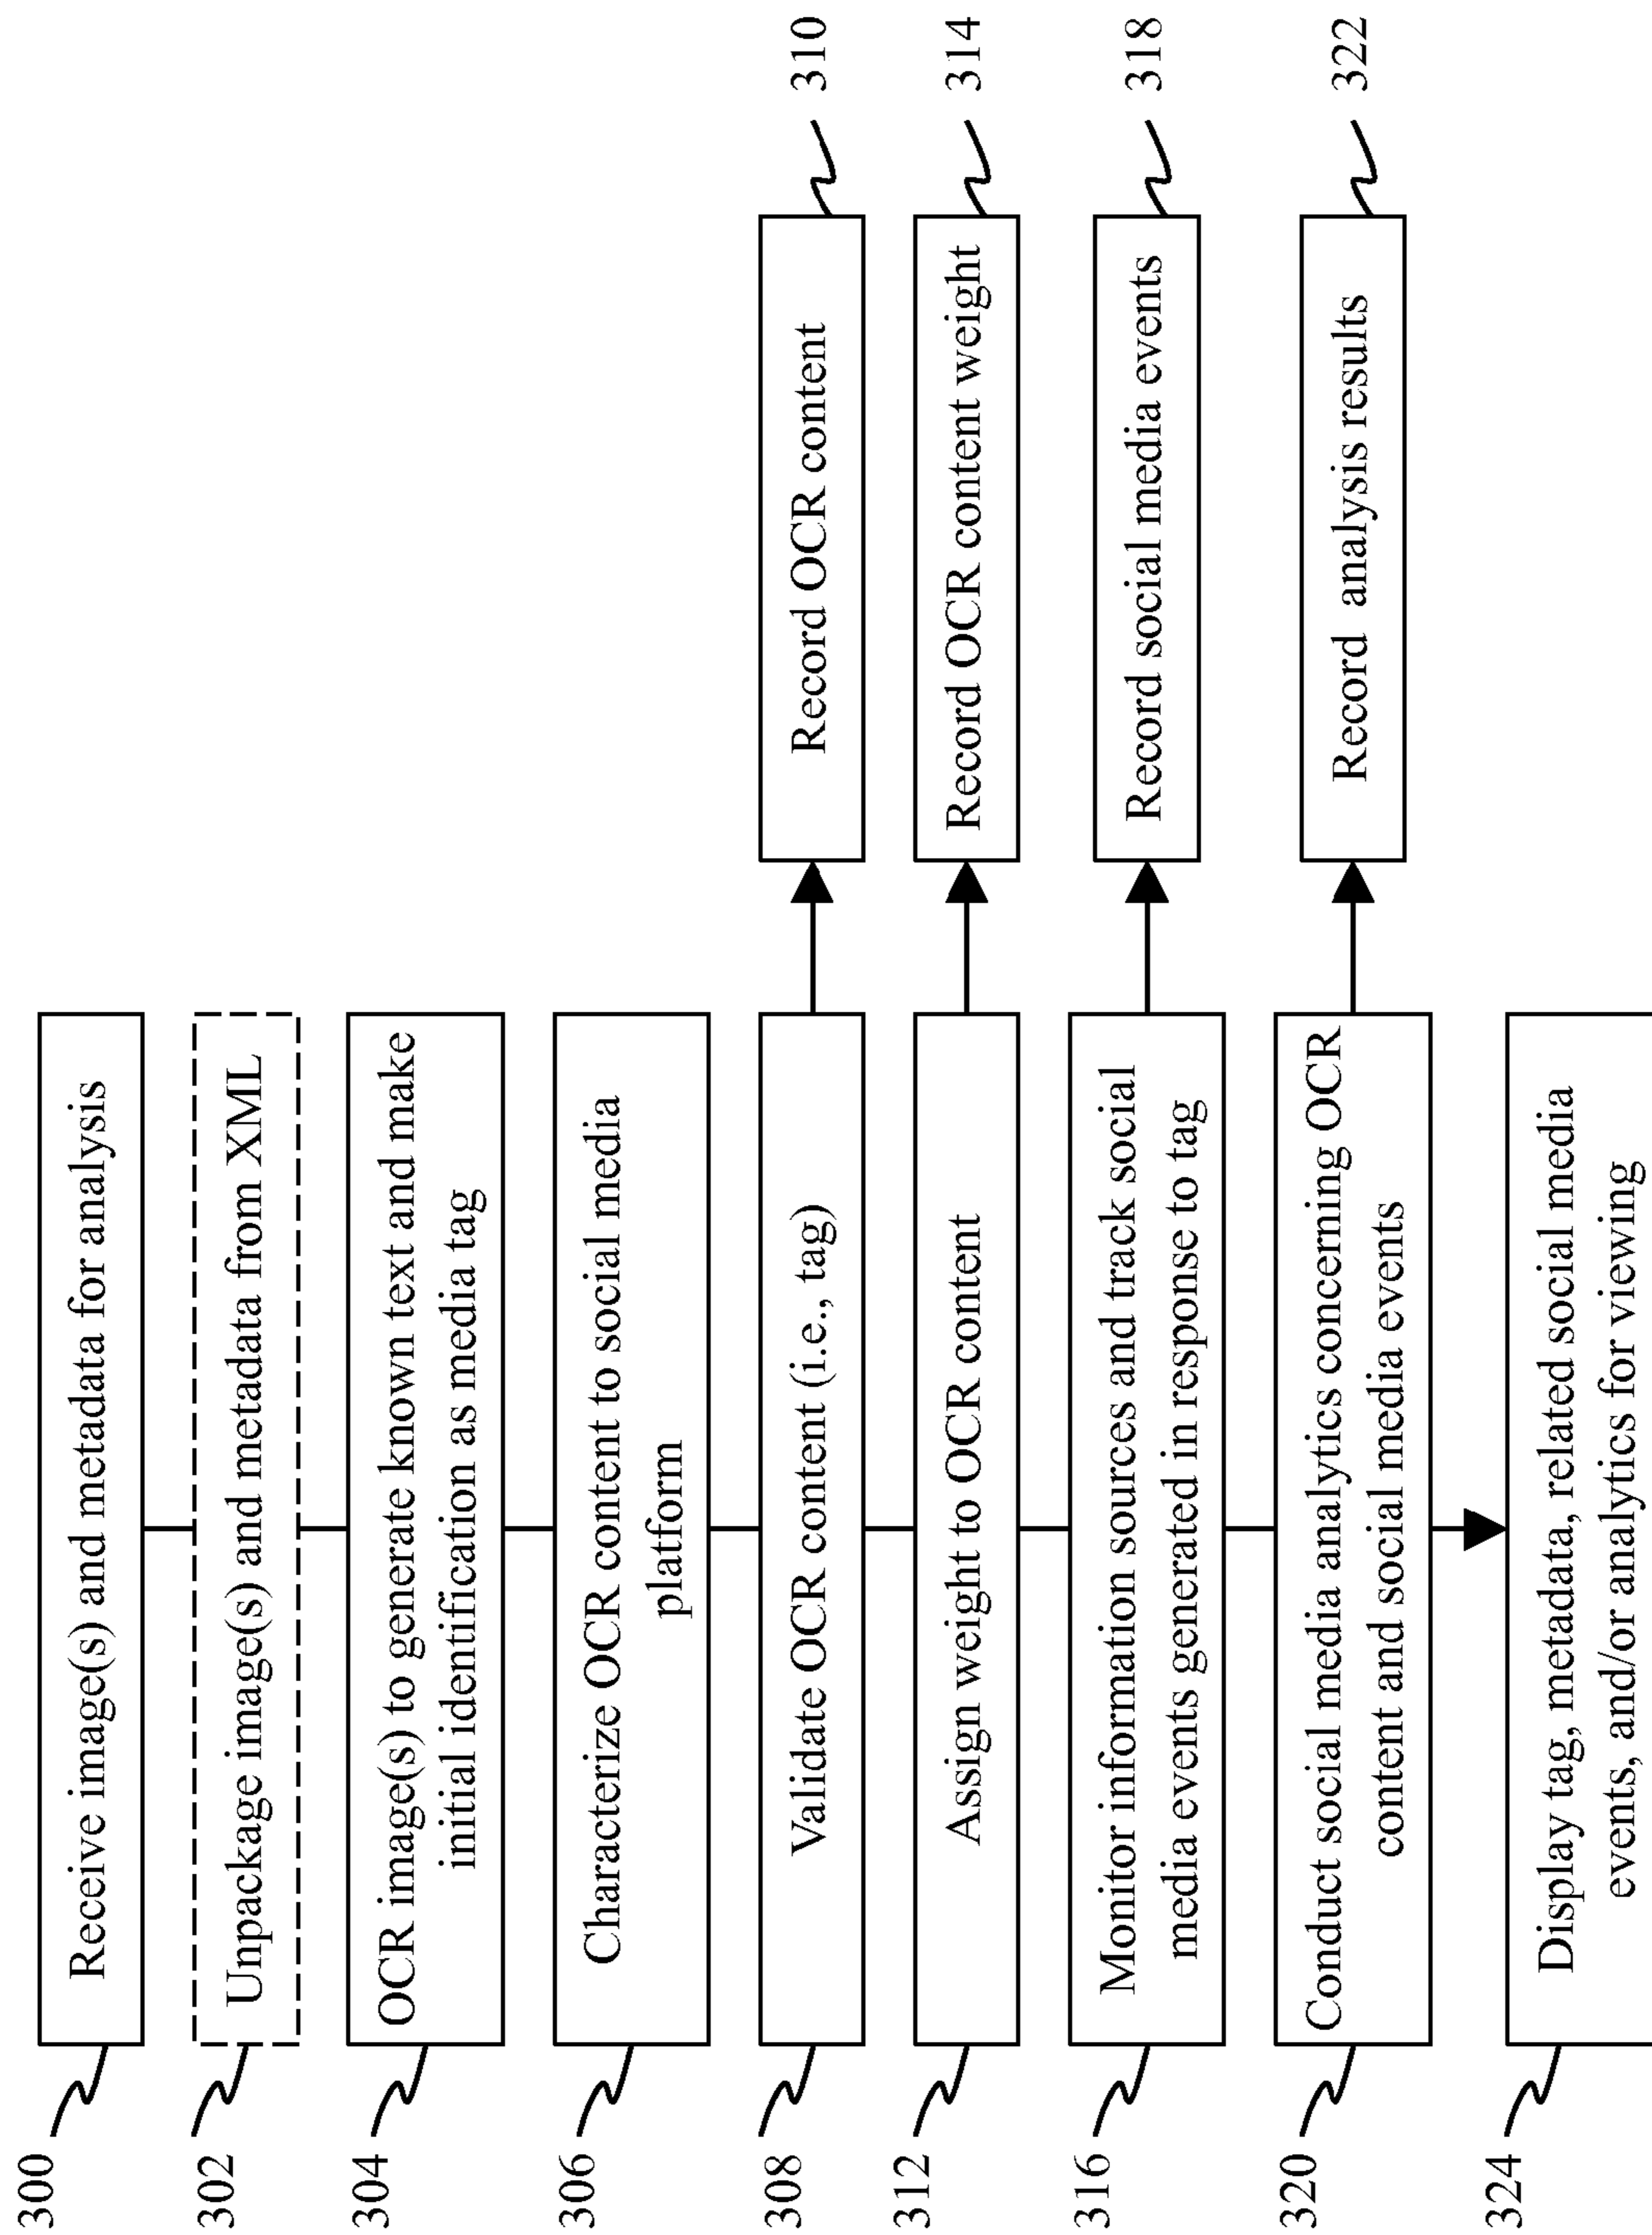 300
Receive image(s) and metadata for analysis
302
Unpackage image(s) and metadata from XML
304
OCR image(s) to generate known text and make
initial identification as media tag
306
Characterize OCR content to social media
platform
308
Validate OCR content (i.e., tag)
Record OCR content
310
312
Assign weight to OCR content
Record OCR content weight
314
316
Monitor information sources and track social
media events generated in response to tag
Record social media events
318
320
Conduct social media analytics concerning OCR
content and social media events
Record analysis results
322
324
Display tag, metadata, related social media
events, and/or analytics for viewing